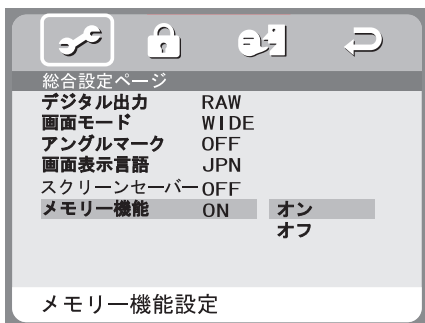 総合設定ページ
デジタル出力 RAW
画面モード WIDE
アングルマーク OFF
画面表示言語 JPN
スクリーンセーバー OFF
メモリー機能 ON オン
オフ
メモリー機能設定